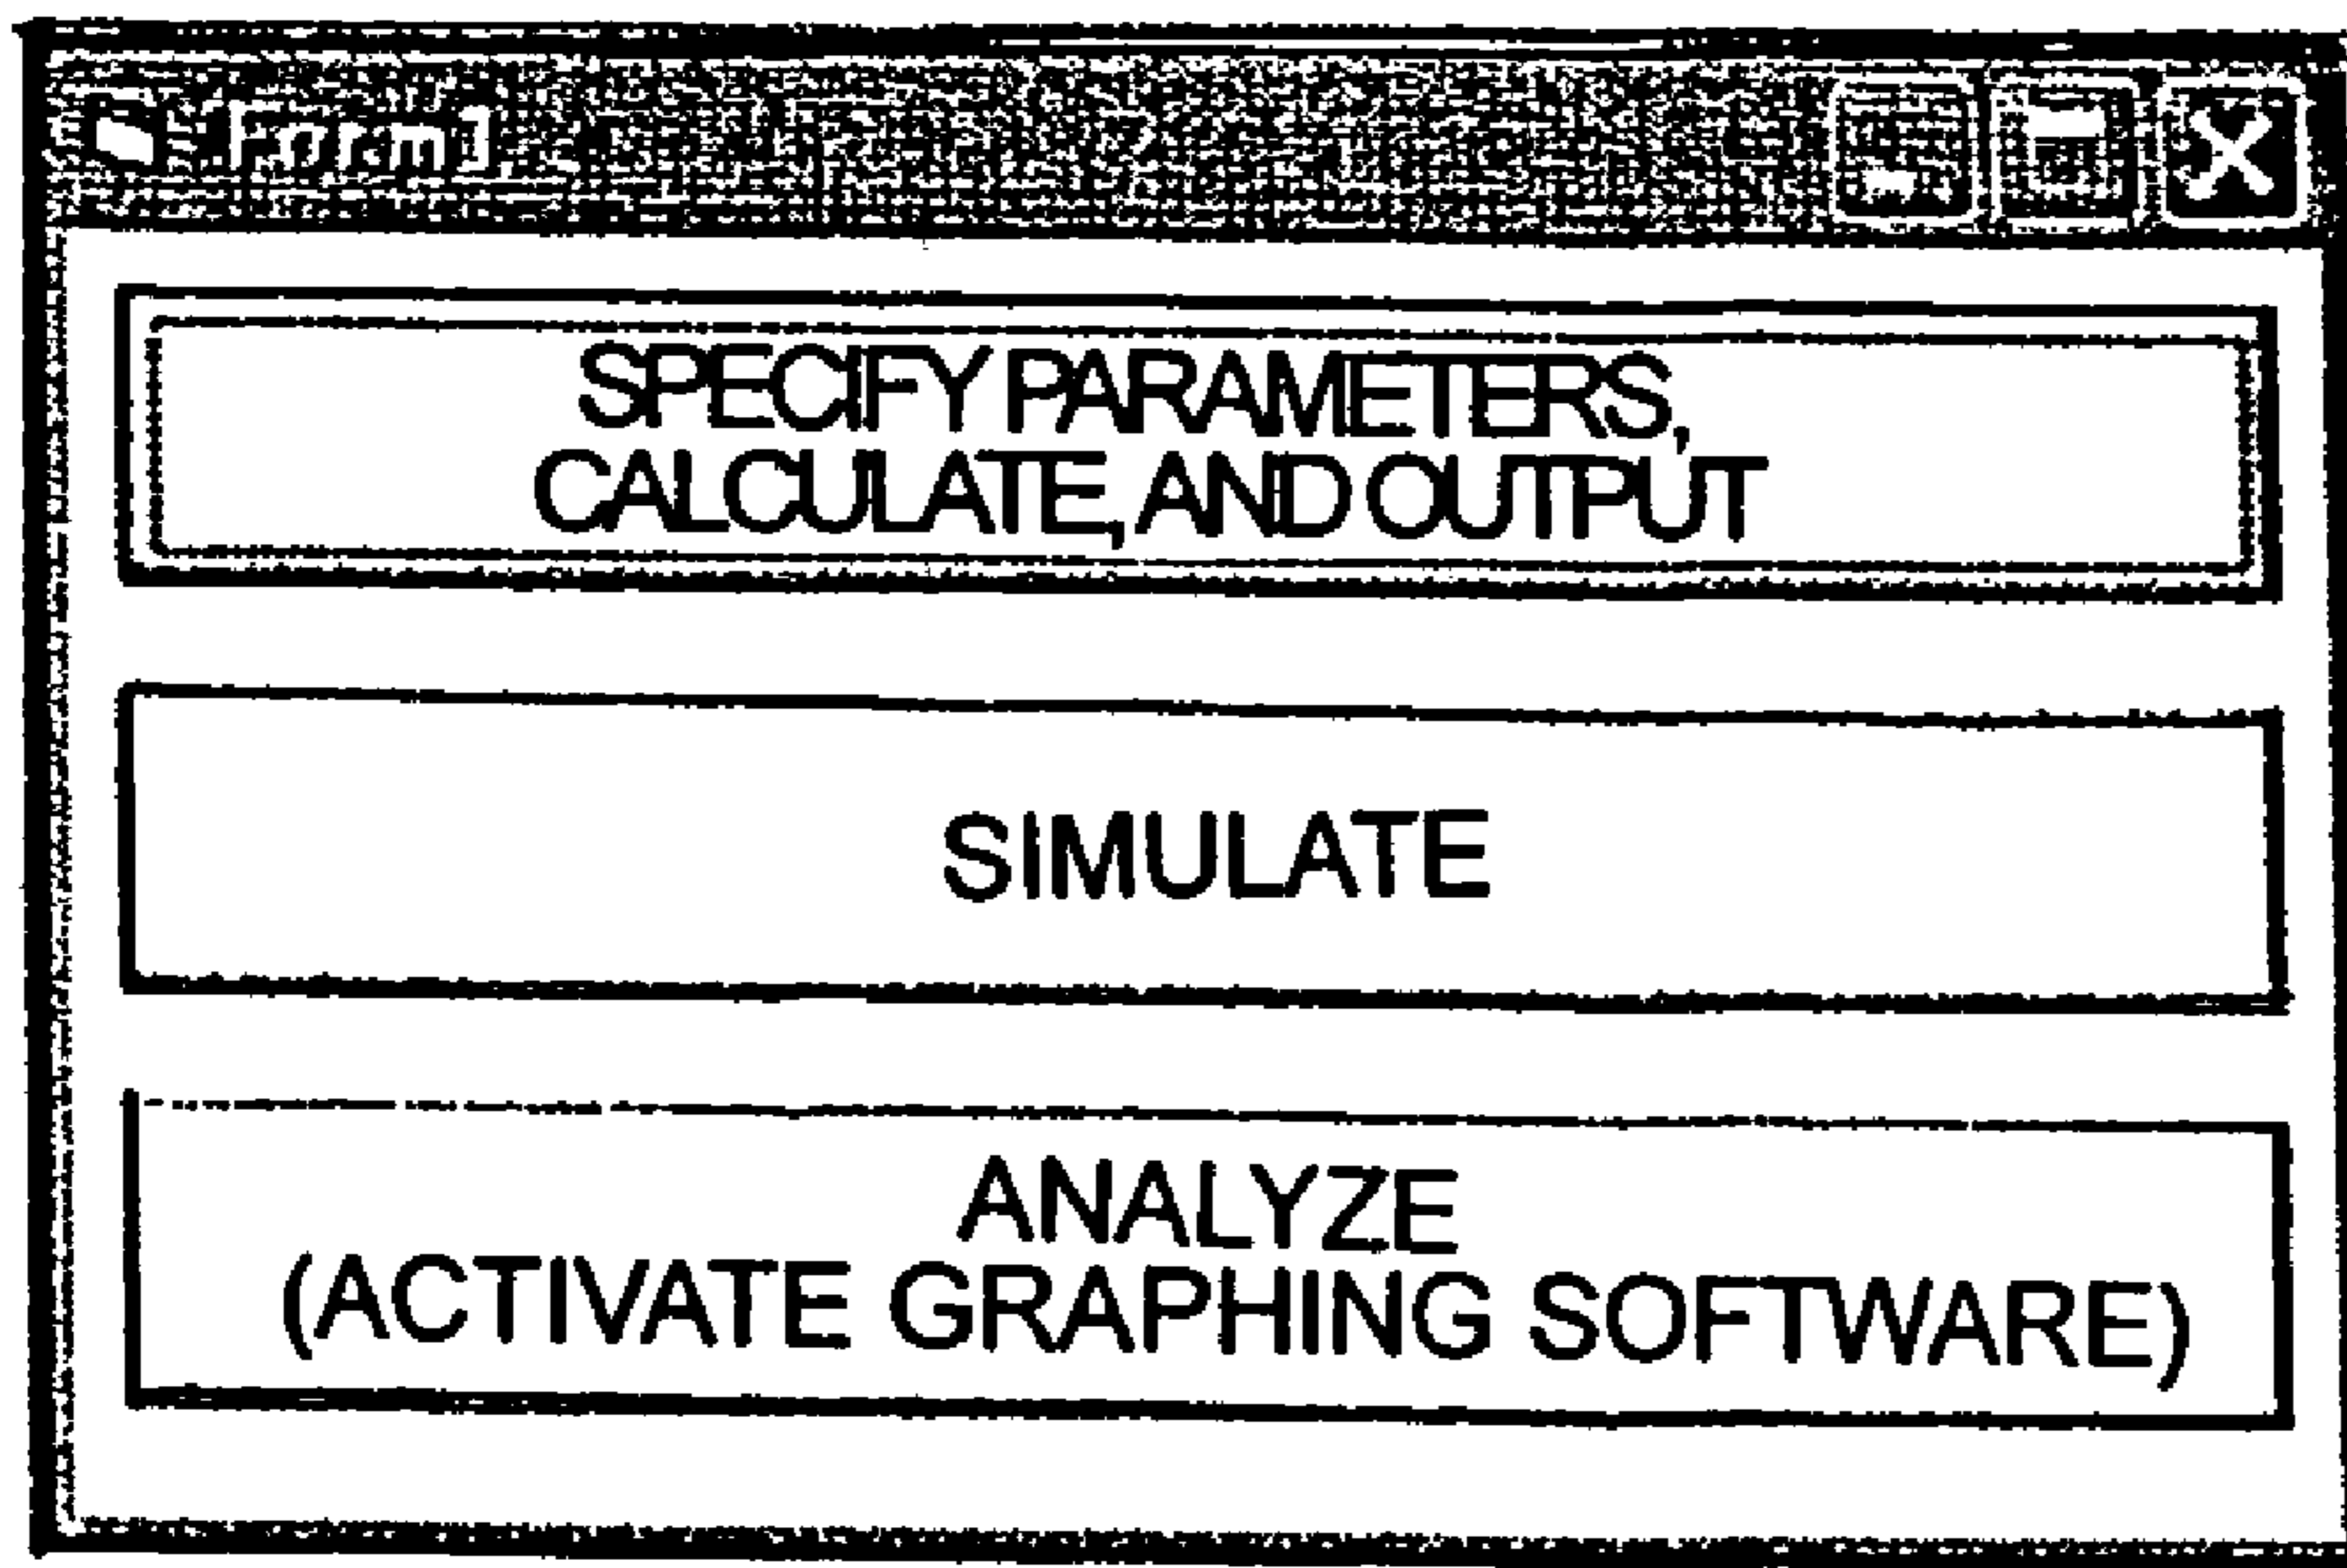 Form1
SPECIFY PARAMETERS,
CALCULATE, AND OUTPUT
SIMULATE
ANALYZE
(ACTIVATE GRAPHING SOFTWARE)